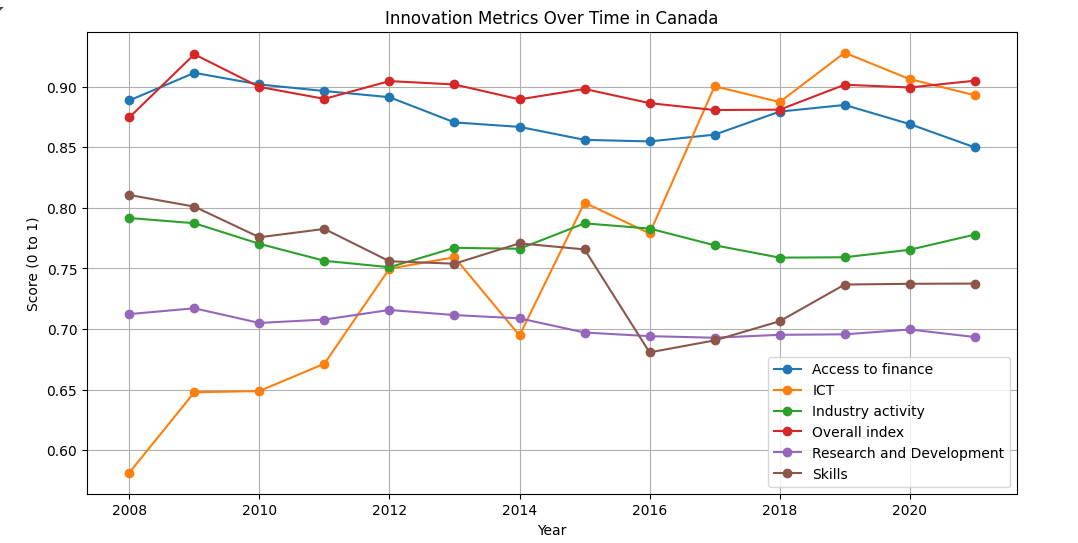 Innovation Metrics Over Time in Canada
Score (0 to 1)
0.90
0.85
0.80
0.75
0.70
0.65
0.60
Access to finance
ICT
Industry activity
Overall index
Research and Development
Skills
2008 2010 2012 2014 2016 2018 2020
Year